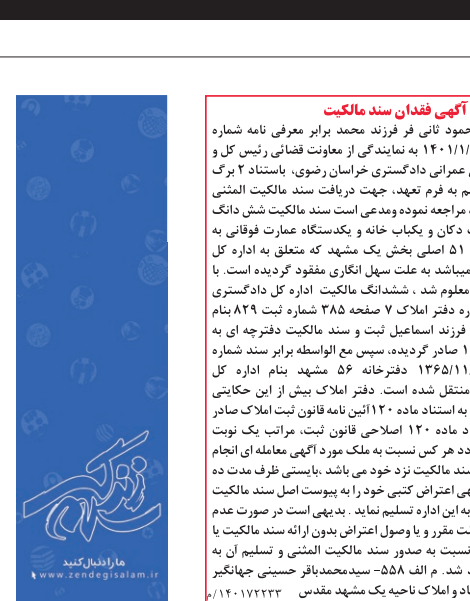 آگهی فقدان سند مالکیت
حمود ثانی فر فرزند محمد برابر معرفی نامه شماره
۱۴۰۱/۱/ به نمایندگی از معاونت قضائی رئیس کل و
عمرانی دادگستری خراسان رضوی، باستناد ۲ برگ
م به فرم تعهد، جهت دریافت سند مالکیت المثنی
مراجعه نموده ومدعی است سند مالکیت شش دانگ
دکان و یکباب خانه و یکدستگاه عمارت فوقانی به
۵۱ اصلی بخش یک مشهد که متعلق به اداره کل
میباشد به علت سهل انگاری مفقود گردیده است. با
معلوم شد ، ششدانگ مالکیت اداره کل دادگستری
ره دفتر املاک ۷ صفحه ۳۸۵ شماره ثبت ۸۲۹ بنام
فرزند اسماعیل ثبت و سند مالکیت دفترچه ای به
۱ صادر گردیده، سپس مع الواسطه برابر سند شماره
۱۳۶۵/۱۱/ دفترخانه ۵۶ مشهد بنام اداره کل
منتقل شده است. دفتر املاک بیش از این حکایتی
به استناد ماده ۱۲۰ آئین نامه قانون ثبت املاک صادر
د ماده ۱۲۰ اصلاحی قانون ثبت، مراتب یک نوبت
دد هر کس نسبت به ملک مورد آگهی معامله ای انجام
سند مالکیت نزد خود می باشد ،بایستی ظرف مدت ده
هی اعتراض کتبی خود را به پیوست اصل سند مالکیت
به این اداره تسلیم نماید . بدیهی است در صورت عدم
ت مقرر و یا وصول اعتراض بدون ارائه سند مالکیت یا
نسبت به صدور سند مالکیت المثنی و تسلیم آن به
د شد. م الف ۵۵۸- سیدمحمدباقر حسینی جهانگیر
اد و املاک ناحیه یک مشهد مقدس ۱۴۰۱۷۲۲۳۳/م
زندگی سلام
ما را دنبال کنید
www.zendegisalam.ir